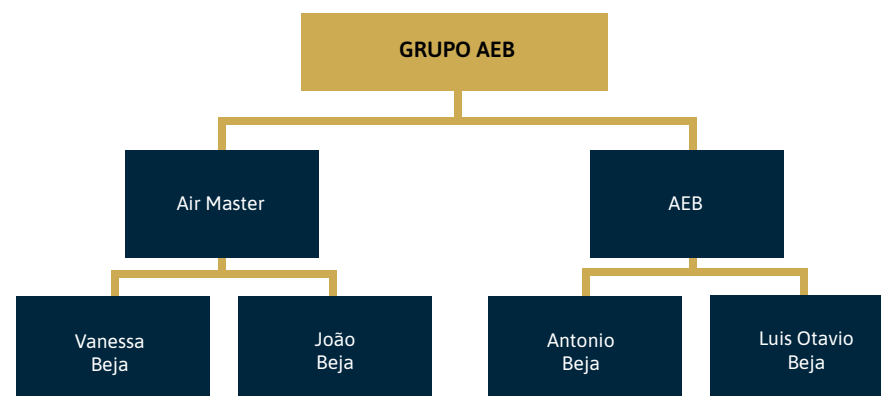 GRUPO AEB
Air Master
AEB
Vanessa
Beja
João
Beja
Antonio
Beja
Luis Otavio
Beja